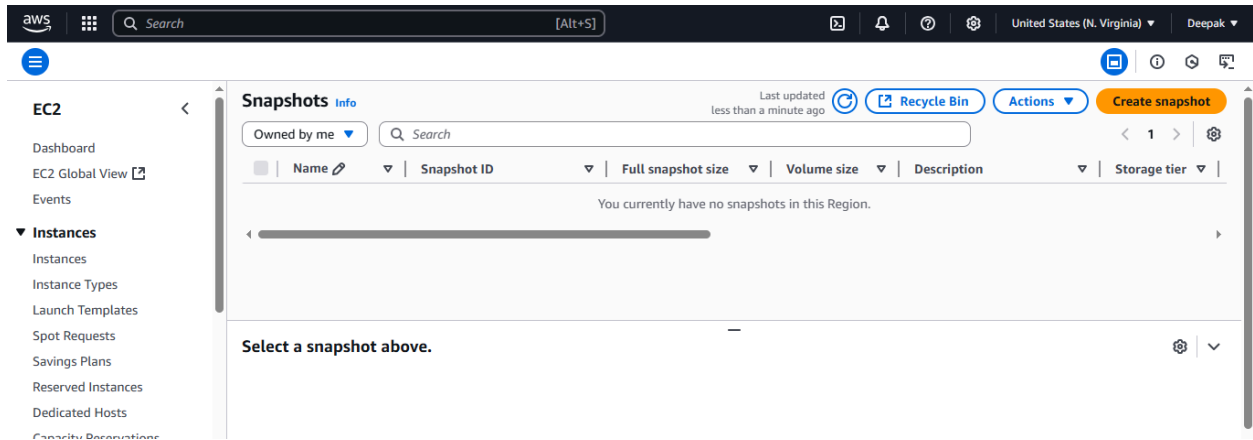 aws Search [Alt+S] United States (N. Virginia) Deepak
EC2
Dashboard
EC2 Global View
Events
Instances
Instances
Instance Types
Launch Templates
Spot Requests
Savings Plans
Reserved Instances
Dedicated Hosts
Capacity Reservations
Snapshots Info
Last updated
less than a minute ago
Recycle Bin Actions Create snapshot
Owned by me Search 1
Name Snapshot ID Full snapshot size Volume size Description Storage tier
You currently have no snapshots in this Region.
Select a snapshot above.